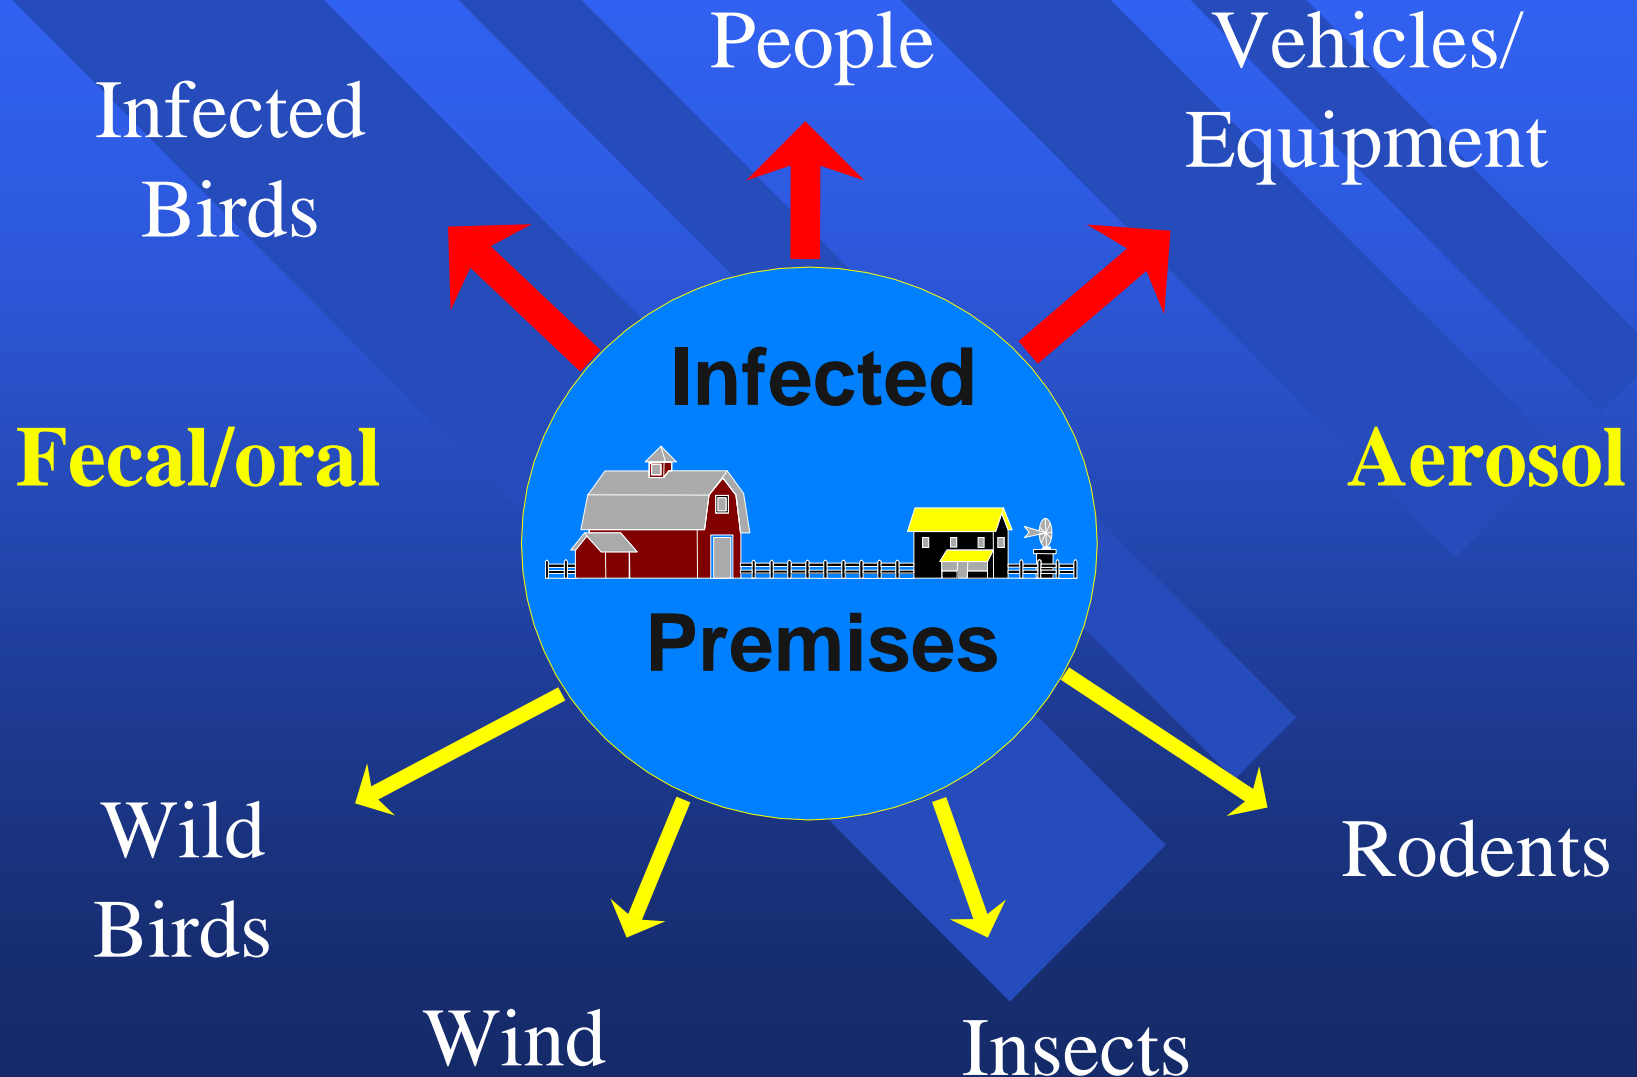 People
Vehicles/
Equipment
Infected
Birds
Infected
Premises
Fecal/oral
Aerosol
Wild
Birds
Rodents
Wind
Insects